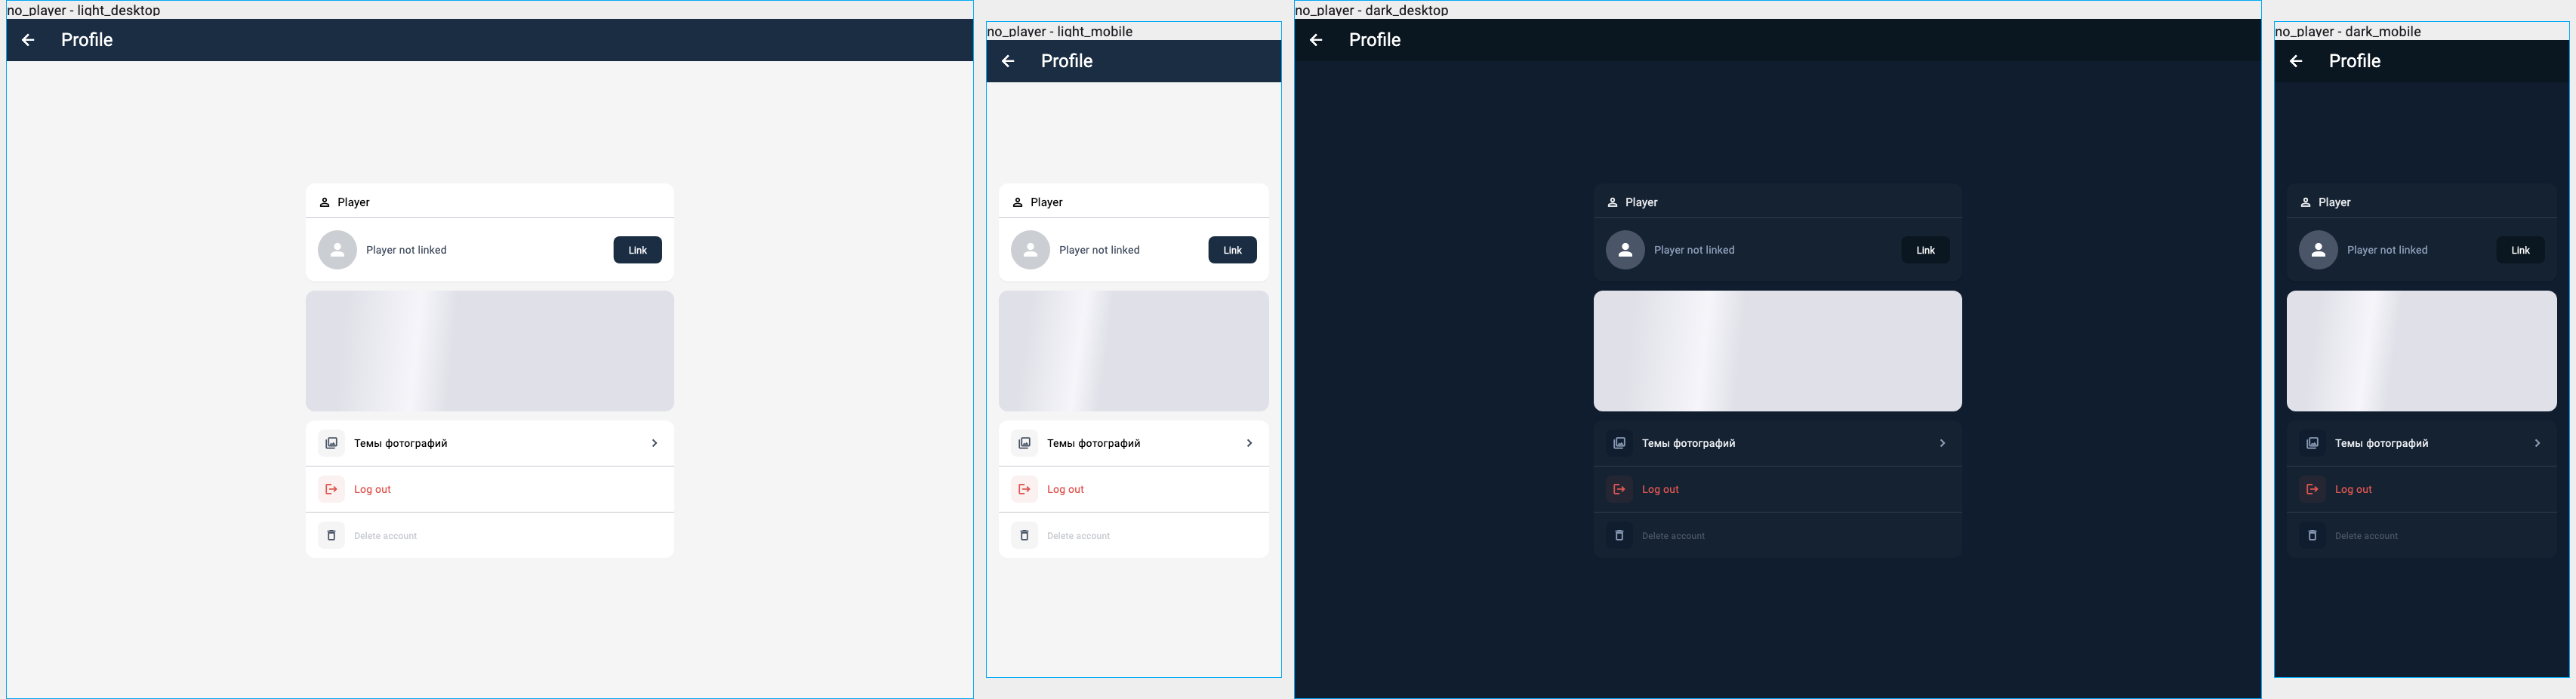 no_player - light_desktop
Profile
Player
Player not linked
Link
Темы фотографий
Log out
Delete account
no_player - light_mobile
Profile
Player
Player not linked
Link
Темы фотографий
Log out
Delete account
no_player - dark_desktop
Profile
Player
Player not linked
Link
Темы фотографий
Log out
Delete account
no_player - dark_mobile
Profile
Player
Player not linked
Link
Темы фотографий
Log out
Delete account